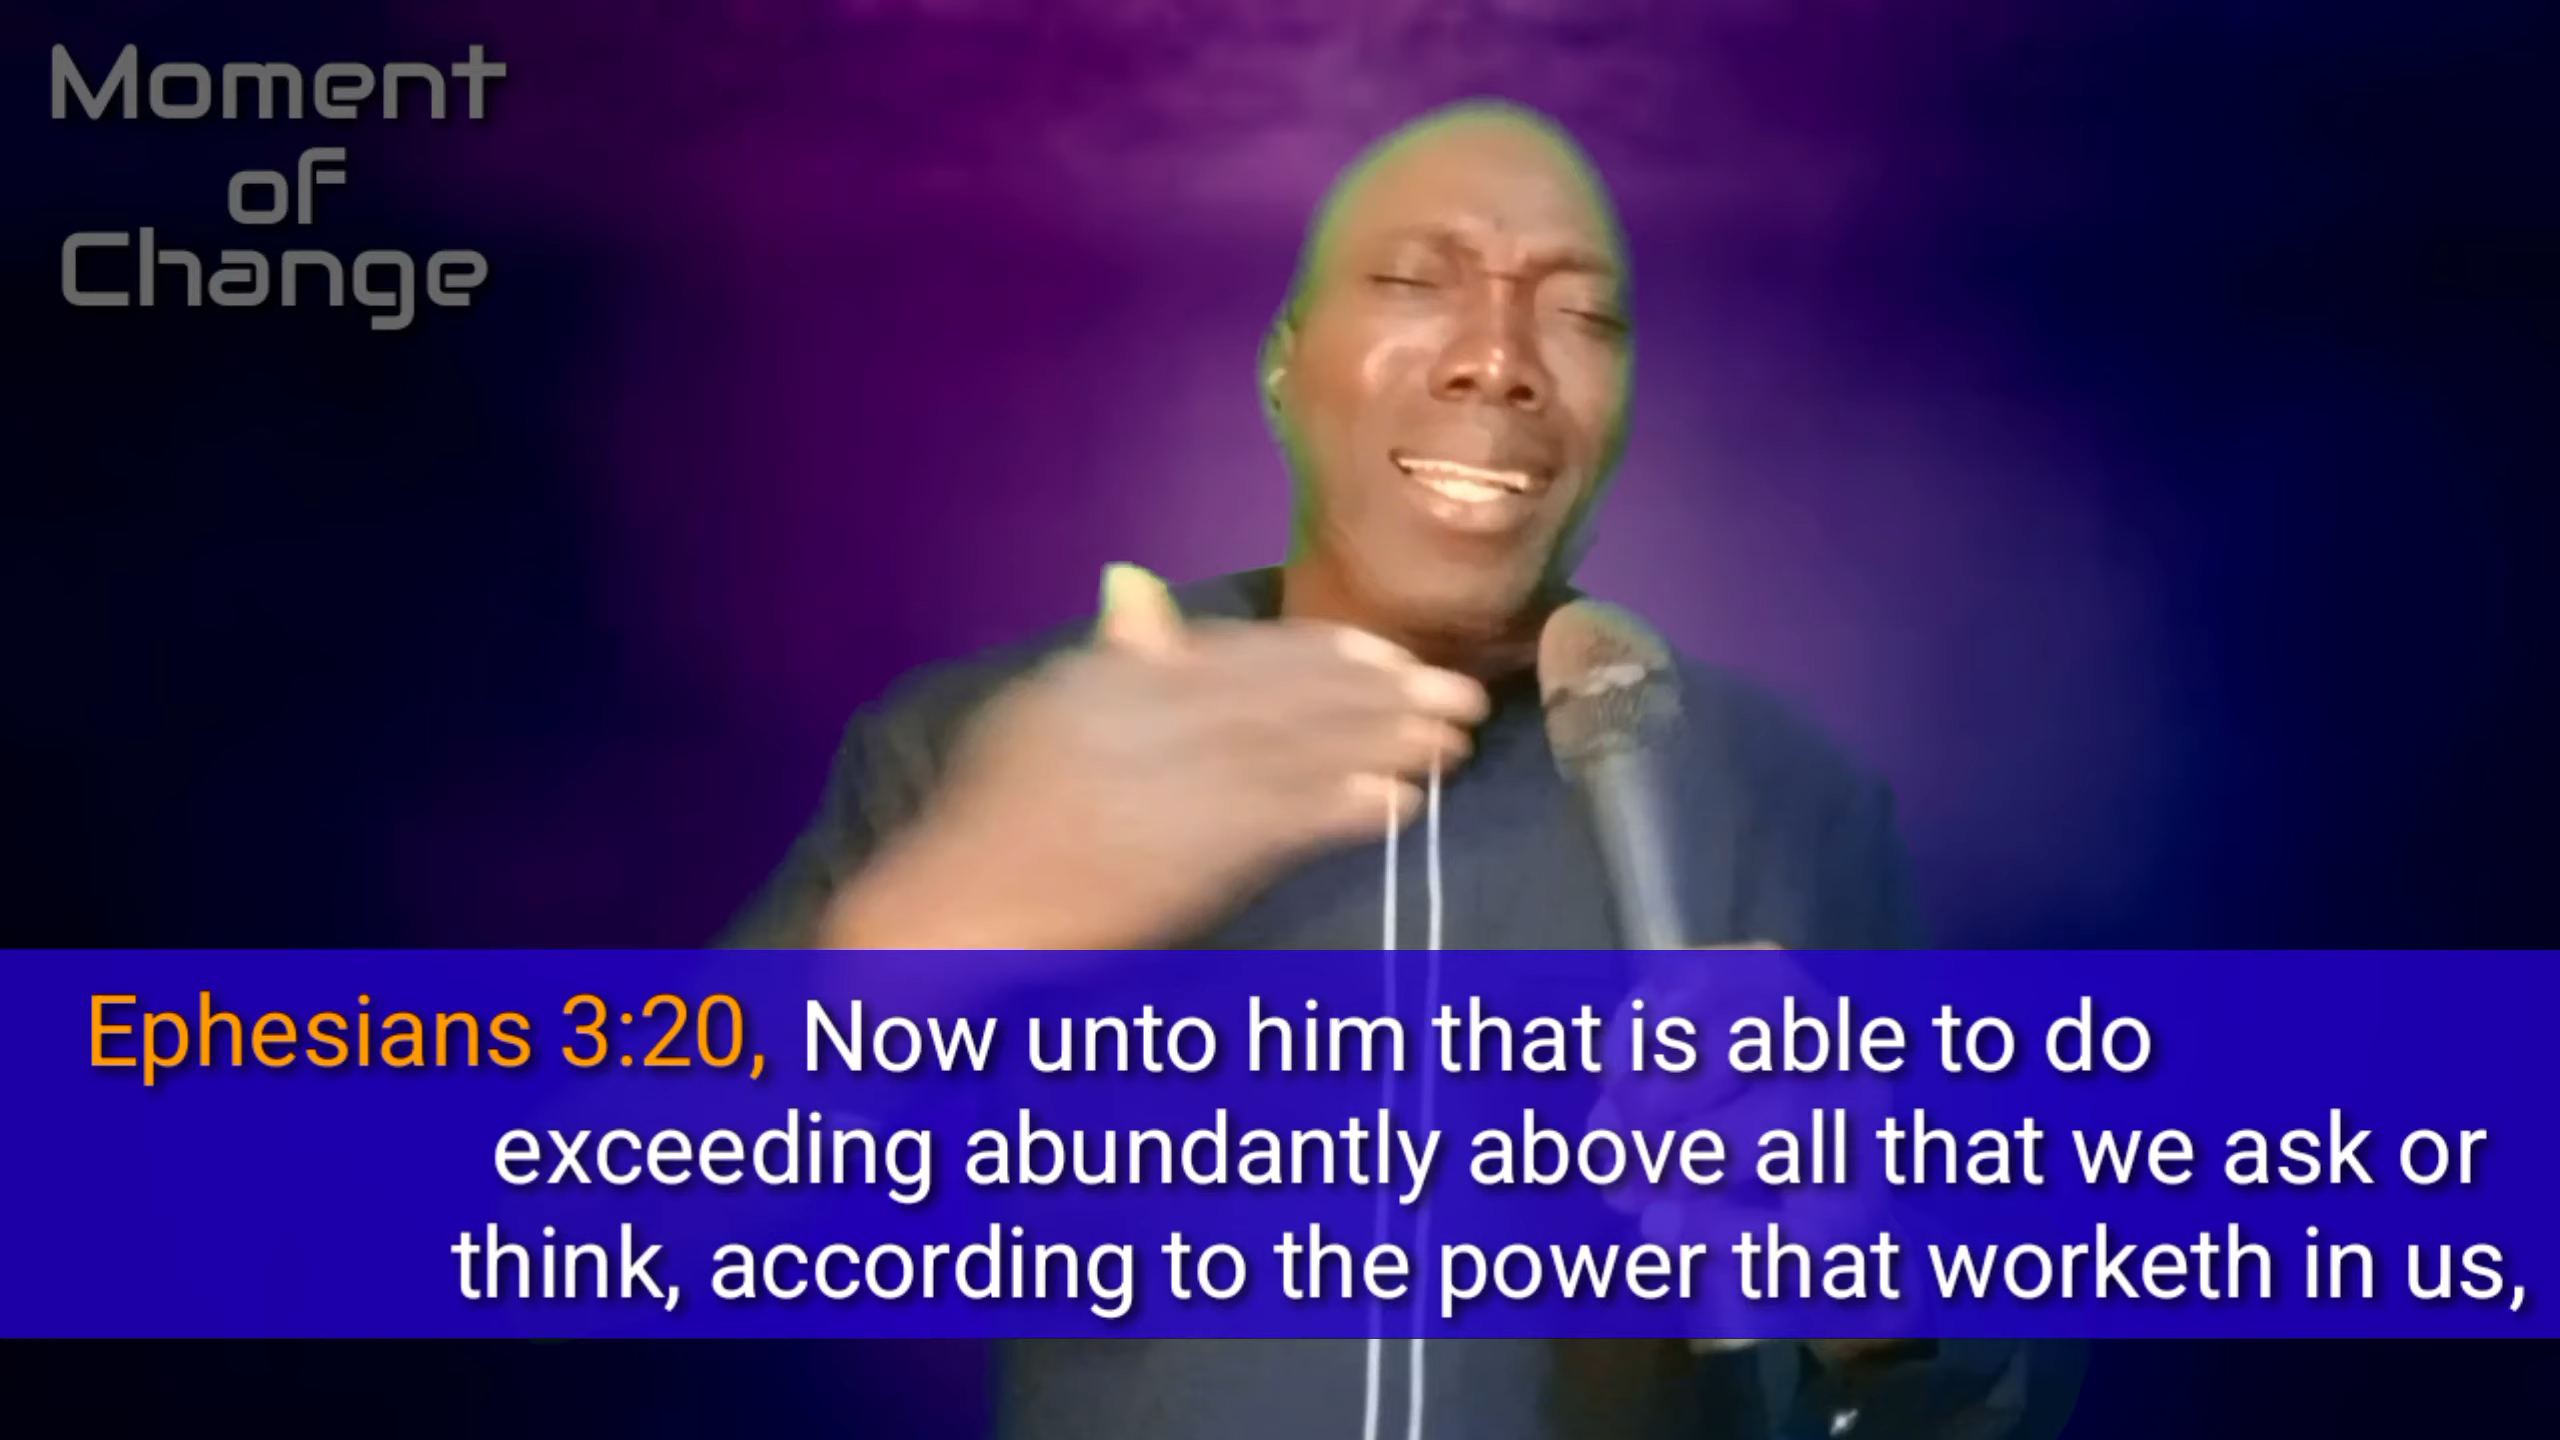 Moment
of
Change
Ephesians 3:20, Now unto him that is able to do
exceeding abundantly above all that we ask or
think, according to the power that worketh in us,